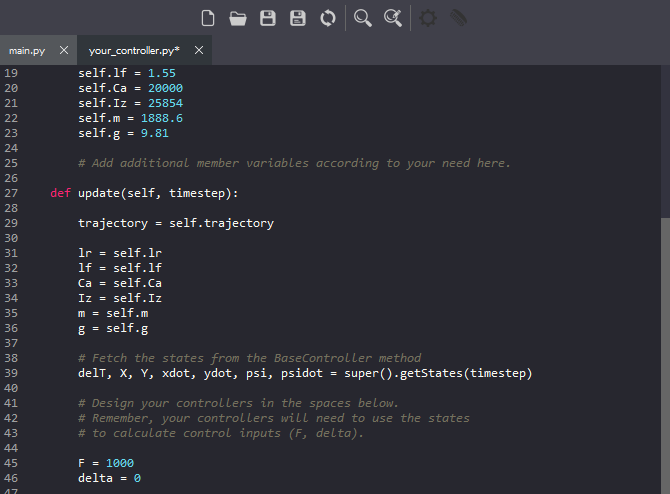 main.py ×
your_controller.py* ×
19 self.lf = 1.55
20 self.Ca = 20000
21 self.Iz = 25854
22 self.m = 1888.6
23 self.g = 9.81
24
25 # Add additional member variables according to your need here.
26
27 def update(self, timestep):
28
29 trajectory = self.trajectory
30
31 lr = self.lr
32 lf = self.lf
33 Ca = self.Ca
34 Iz = self.Iz
35 m = self.m
36 g = self.g
37
38 # Fetch the states from the BaseController method
39 delT, X, Y, xdot, ydot, psi, psidot = super().getStates(timestep)
40
41 # Design your controllers in the spaces below.
42 # Remember, your controllers will need to use the states
43 # to calculate control inputs (F, delta).
44
45 F = 1000
46 delta = 0
47